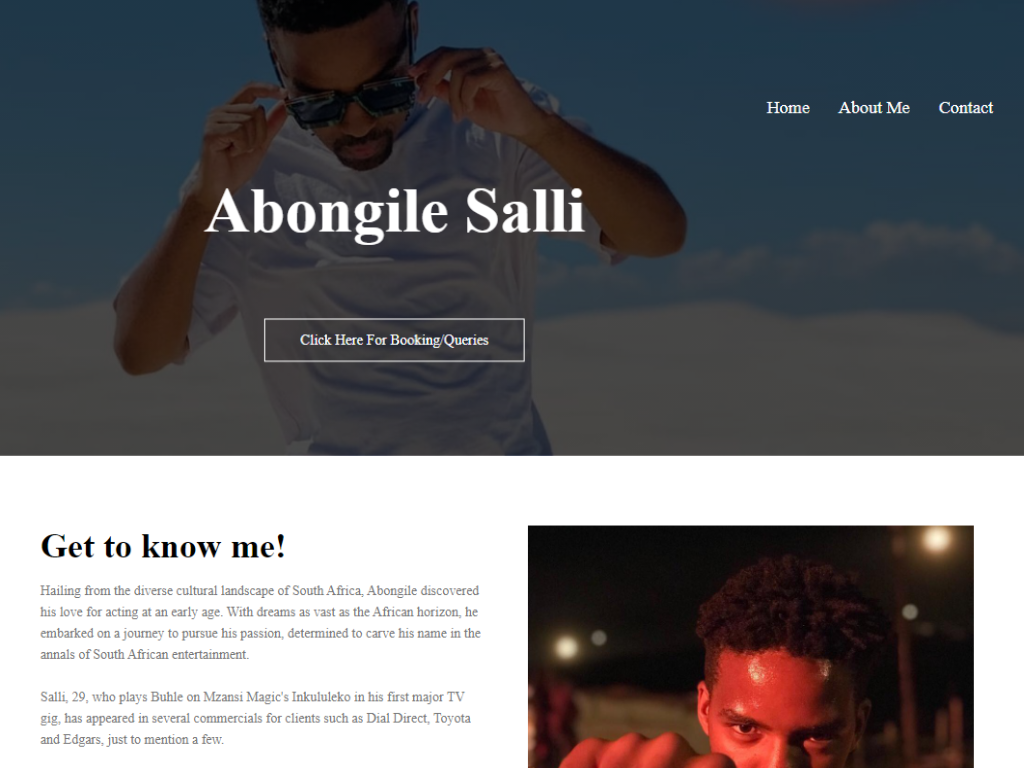 Home About Me Contact
Abongile Salli
Click Here For Booking/Queries
Get to know me!
Hailing from the diverse cultural landscape of South Africa, Abongile discovered
his love for acting at an early age. With dreams as vast as the African horizon, he
embarked on a journey to pursue his passion, determined to carve his name in the
annals of South African entertainment.
Salli, 29, who plays Buhle on Mzansi Magic's Inkululeko in his first major TV
gig, has appeared in several commercials for clients such as Dial Direct, Toyota
and Edgars, just to mention a few.